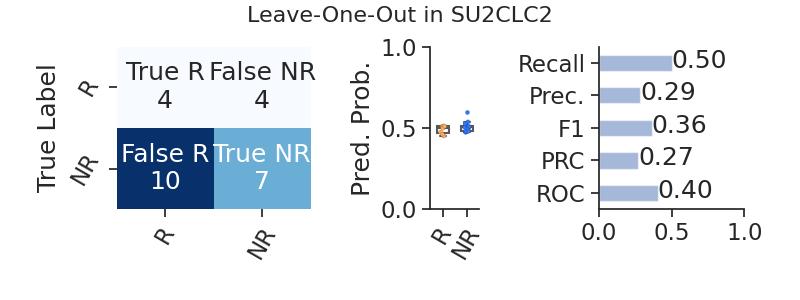 Leave-One-Out in SU2CLC2
True Label
R
NR
True R
4
False NR
4
False R
10
True NR
7
R
NR
Pred. Prob.
1.0
0.5
0.0
R
NR
Recall
0.50
Prec.
0.29
F1
0.36
PRC
0.27
ROC
0.40
0.0
0.5
1.0